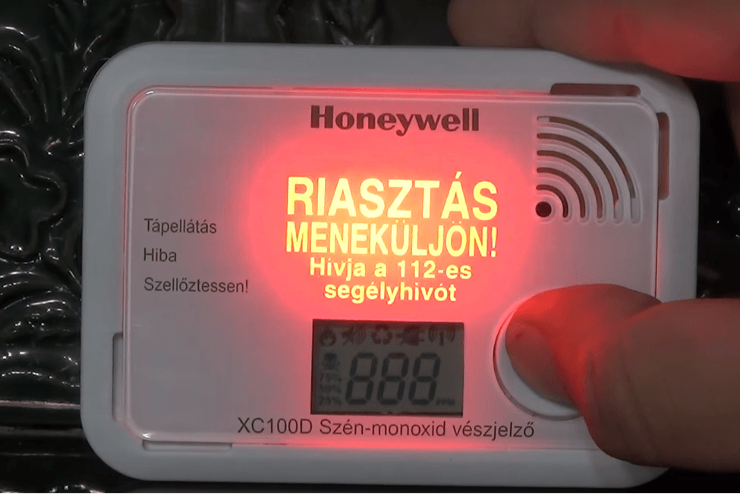 Honeywell
RIASZTÁS
MENEKÜLJÖN!
Hívja a 112-es
segélyhívót
Tápellátás
Hiba
Szellőztessen!
888
XC100D Szén-monoxid vészjelző